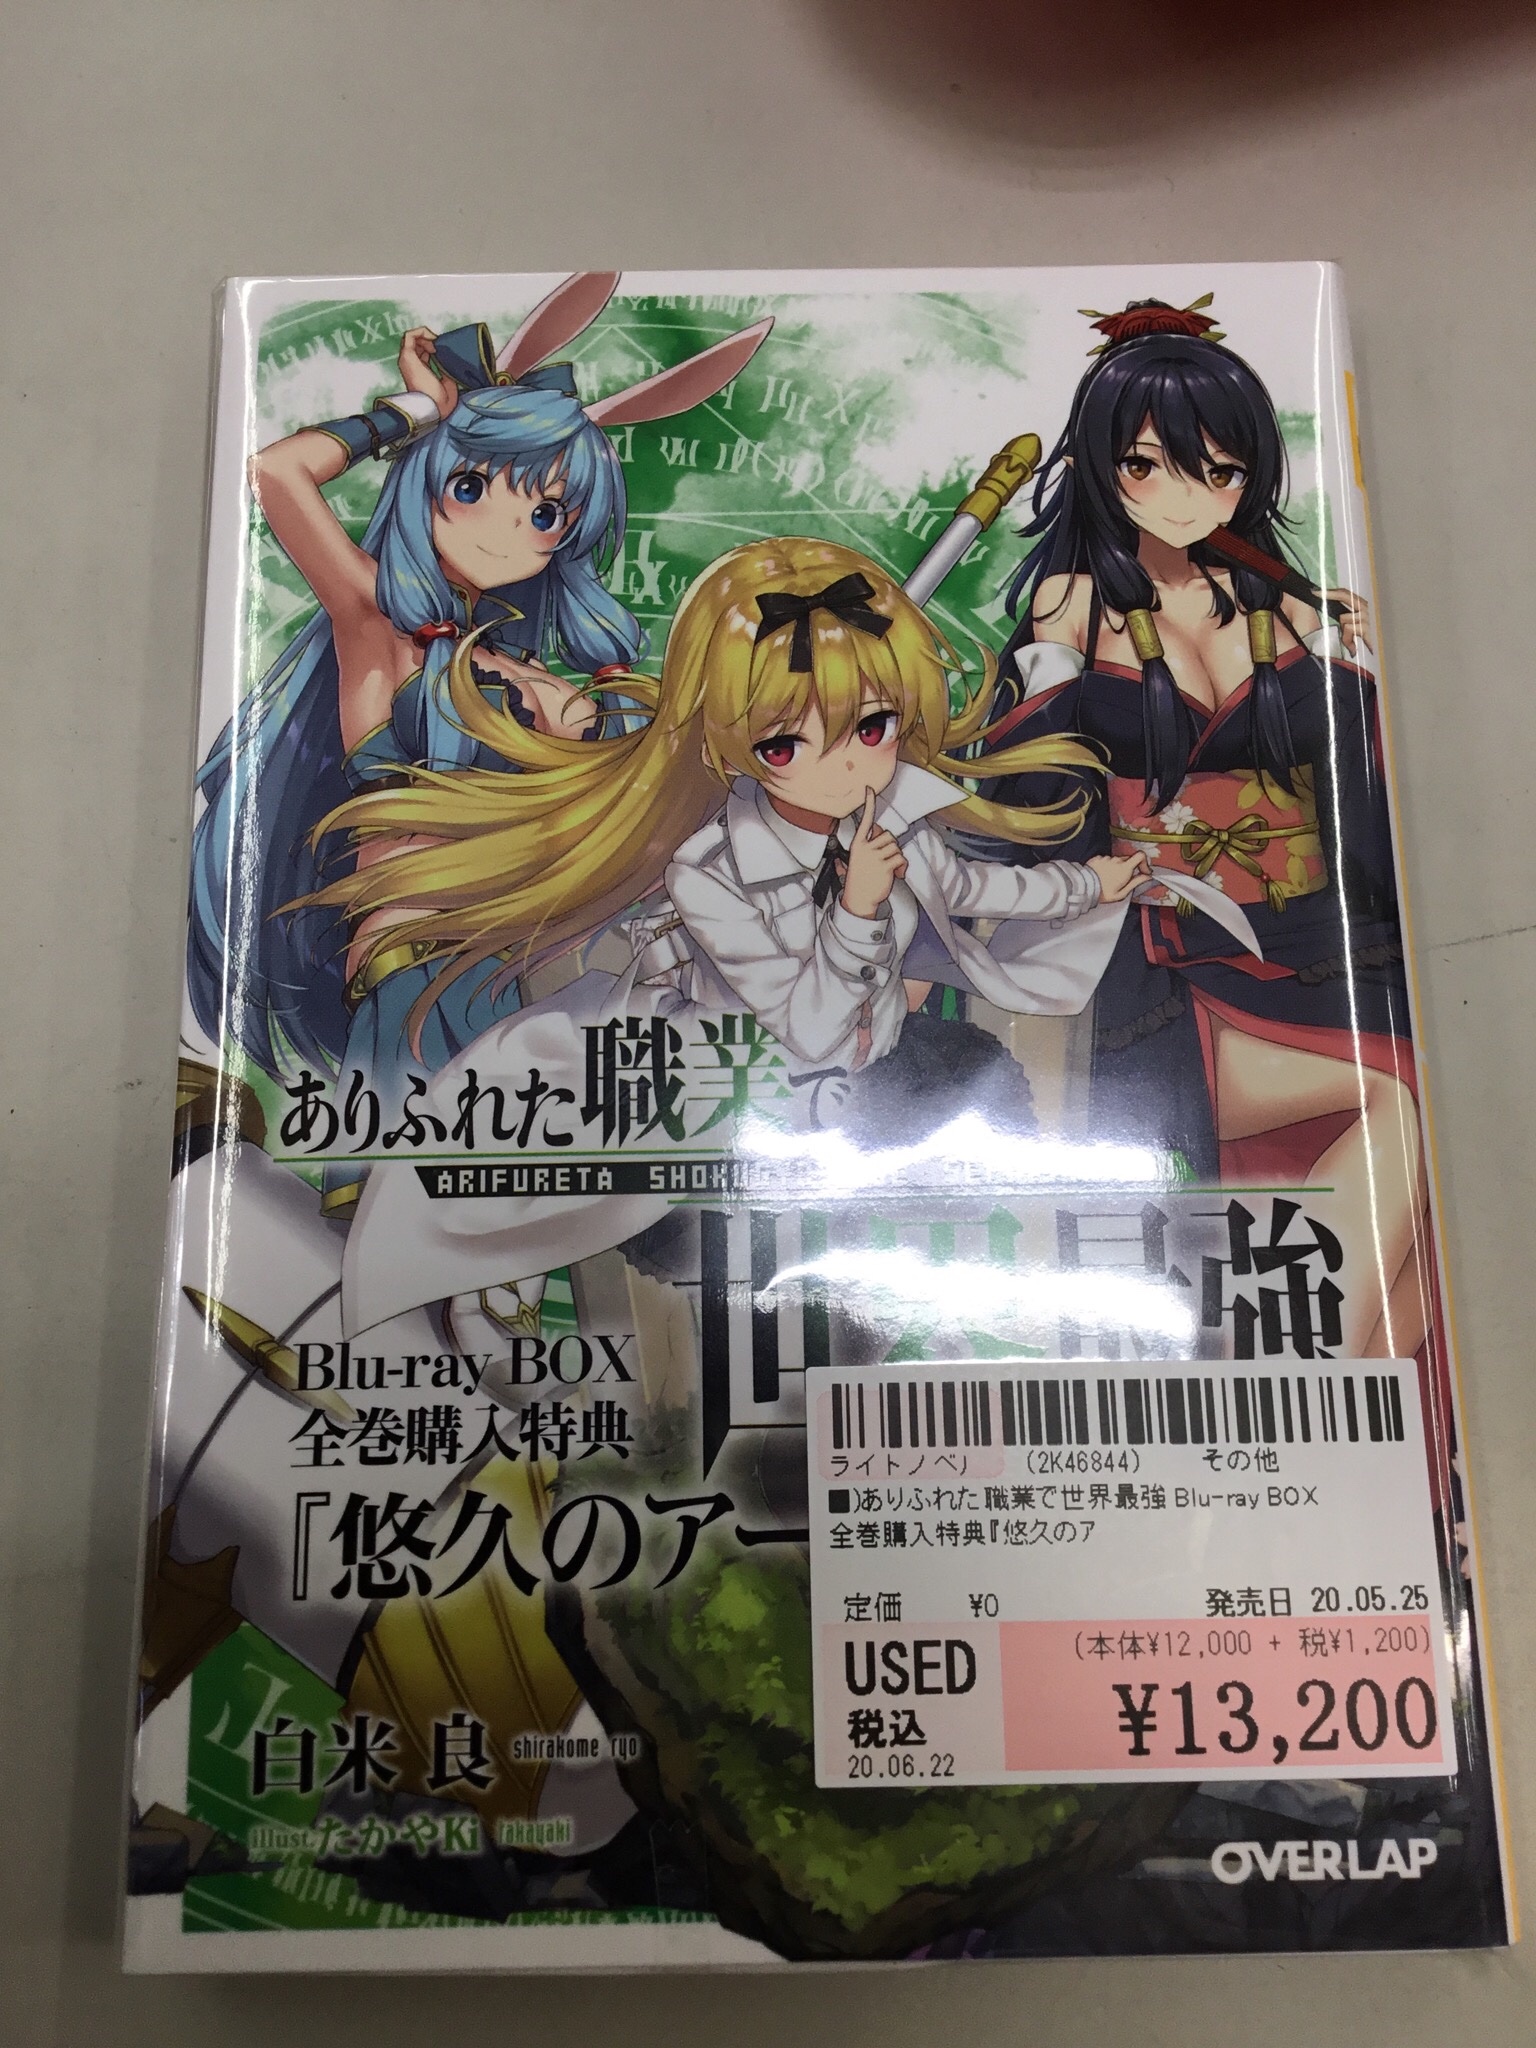 ありふれた職業で
ARIFURETA
世界最強
Blu-ray BOX
全巻購入特典
『悠久のアー
白米 良 shirakome ryo
illust.たかやKi takayaki
OVERLAP
ライトノベ (2K46844) その他
■)ありふれた職業で世界最強 Blu-ray BOX
全巻購入特典『悠久のア
定価 ¥0 発売日 20.05.25
(本体¥12,000 + 税¥1,200)
USED
税込
¥13,200
20.06.22